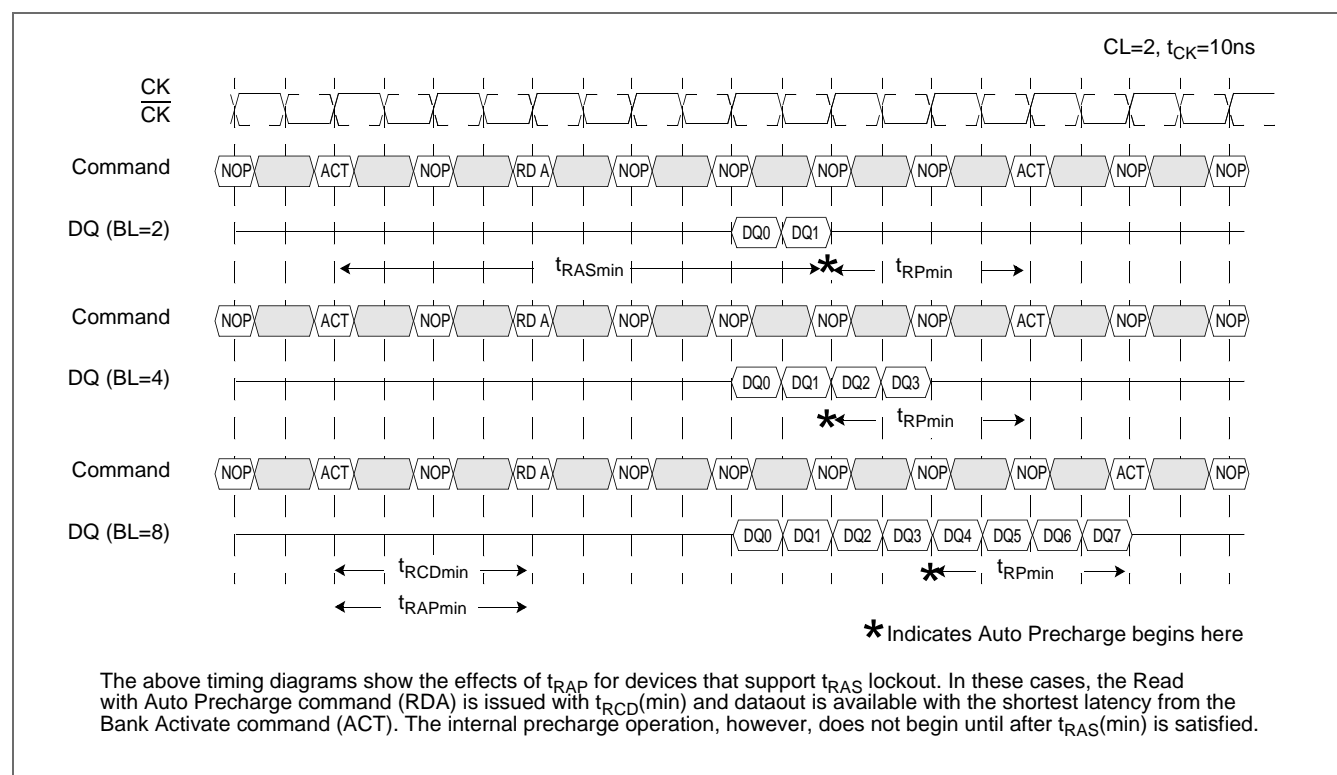 CL=2, tCK=10ns
CK
CK
Command NOP ACT NOP RD A NOP NOP NOP NOP ACT NOP NOP
DQ (BL=2) DQ0 DQ1
tRASmin * tRPmin
Command NOP ACT NOP RD A NOP NOP NOP NOP ACT NOP NOP
DQ (BL=4) DQ0 DQ1 DQ2 DQ3
* tRPmin
Command NOP ACT NOP RD A NOP NOP NOP NOP NOP ACT NOP
DQ (BL=8) DQ0 DQ1 DQ2 DQ3 DQ4 DQ5 DQ6 DQ7
tRCDmin * tRPmin
tRAPmin
* Indicates Auto Precharge begins here
The above timing diagrams show the effects of tRAP for devices that support tRAS lockout. In these cases, the Read
with Auto Precharge command (RDA) is issued with tRCD(min) and dataout is available with the shortest latency from the
Bank Activate command (ACT). The internal precharge operation, however, does not begin until after tRAS(min) is satisfied.